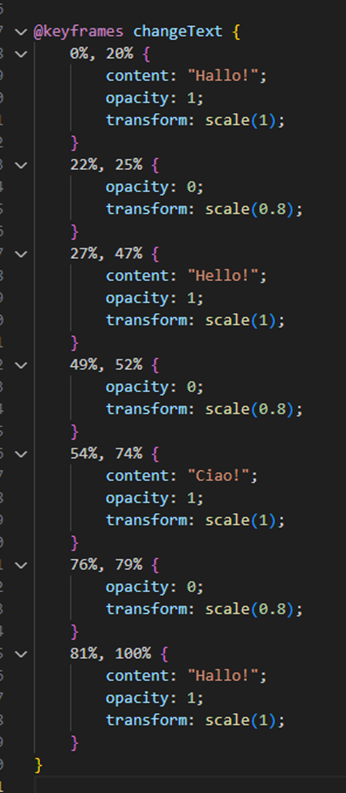 @keyframes changeText {
0%, 20% {
content: "Hallo!";
opacity: 1;
transform: scale(1);
}
22%, 25% {
opacity: 0;
transform: scale(0.8);
}
27%, 47% {
content: "Hello!";
opacity: 1;
transform: scale(1);
}
49%, 52% {
opacity: 0;
transform: scale(0.8);
}
54%, 74% {
content: "Ciao!";
opacity: 1;
transform: scale(1);
}
76%, 79% {
opacity: 0;
transform: scale(0.8);
}
81%, 100% {
content: "Hallo!";
opacity: 1;
transform: scale(1);
}
}